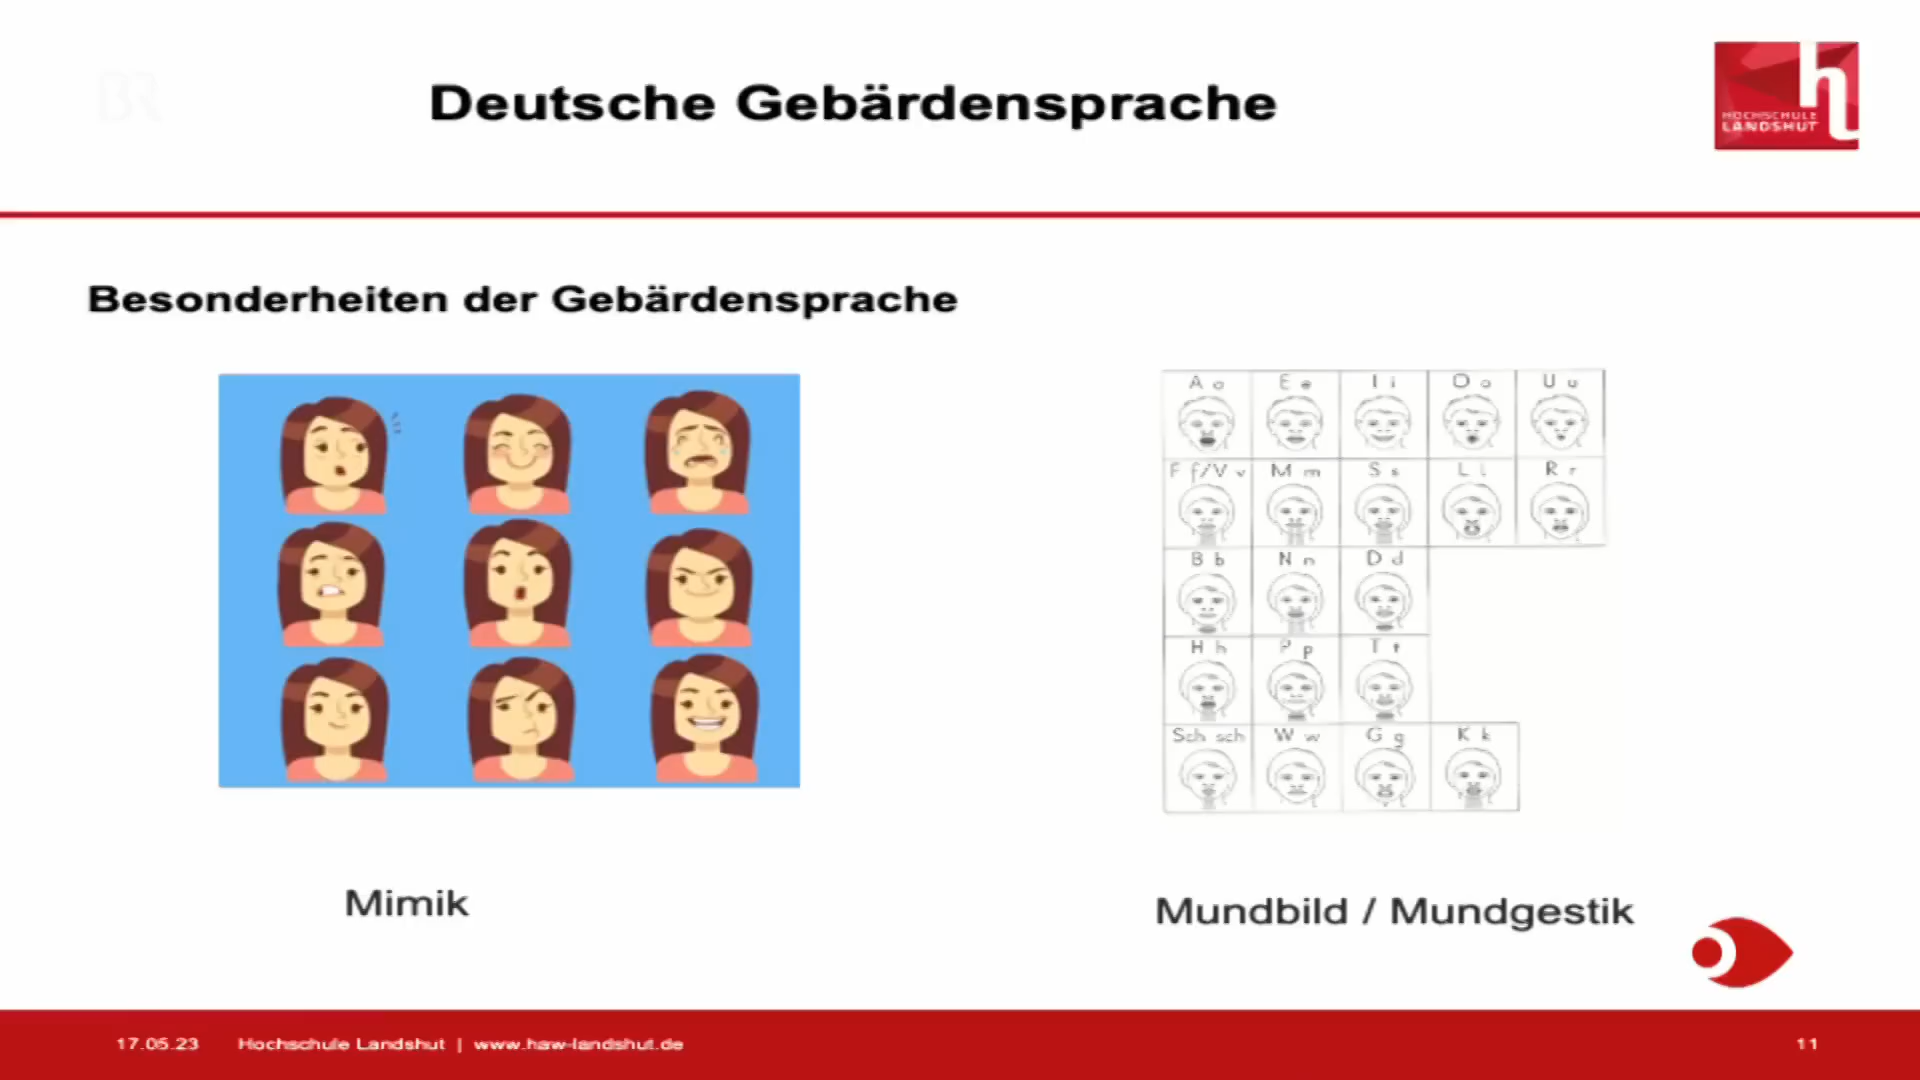 BR
Deutsche Gebärdensprache
HOCHSCHULE
LANDSHUT
Besonderheiten der Gebärdensprache
A a E e I i O o U u
F f/V v M m S s L l R r
B b N n D d
H h P p T t
Sch sch W w G g K k
Mimik
Mundbild / Mundgestik
17.05.23 Hochschule Landshut | www.haw-landshut.de 11